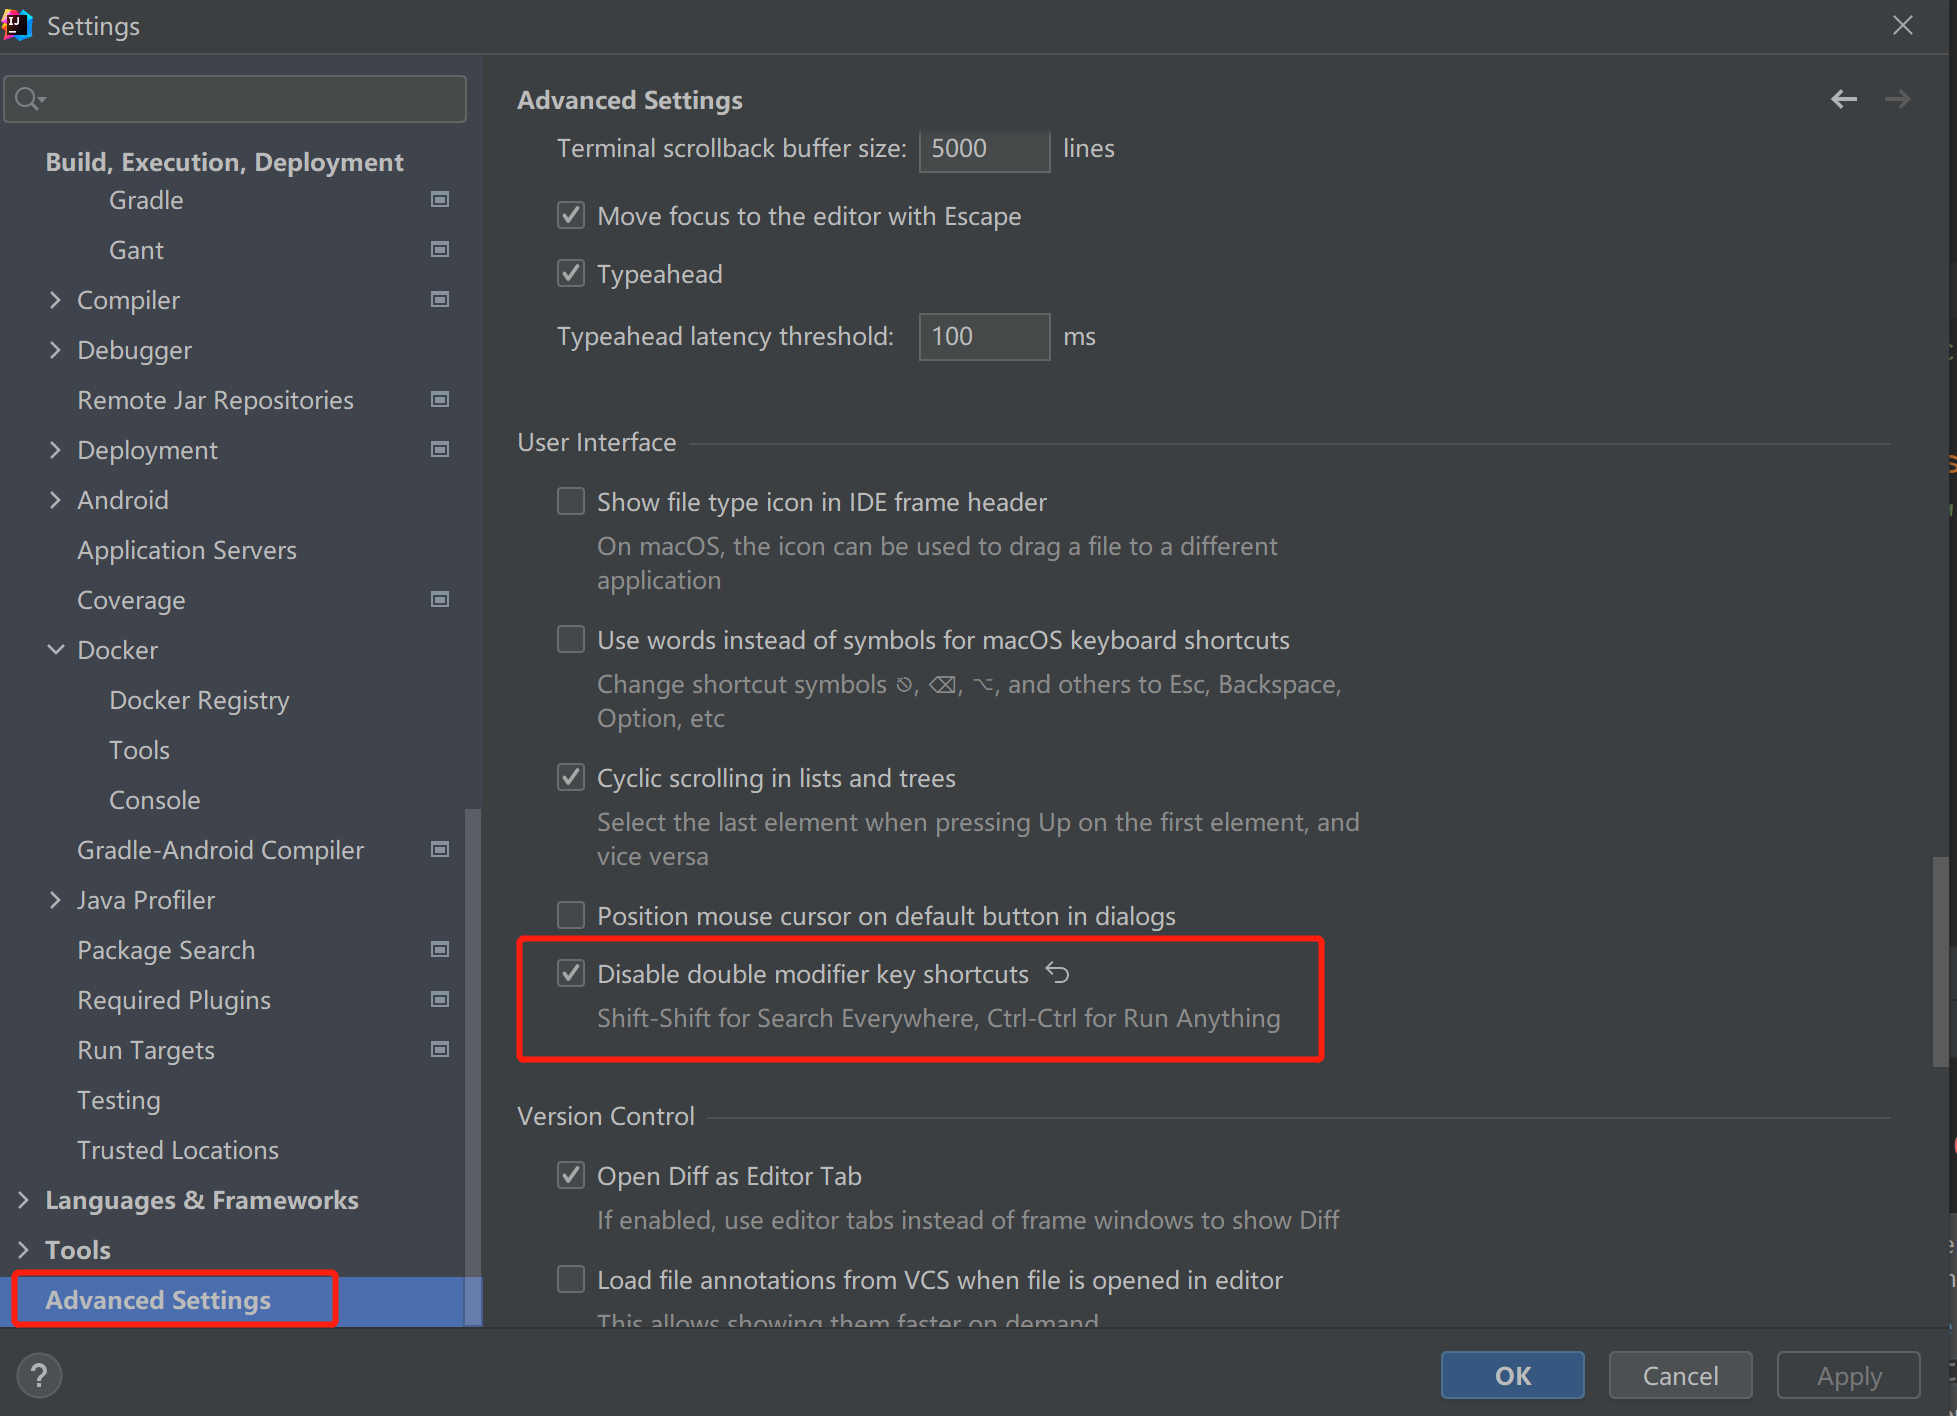 Settings
Build, Execution, Deployment
Gradle
Gant
Compiler
Debugger
Remote Jar Repositories
Deployment
Android
Application Servers
Coverage
Docker
Docker Registry
Tools
Console
Gradle-Android Compiler
Java Profiler
Package Search
Required Plugins
Run Targets
Testing
Trusted Locations
Languages & Frameworks
Tools
Advanced Settings
Advanced Settings
Terminal scrollback buffer size: 5000 lines
Move focus to the editor with Escape
Typeahead
Typeahead latency threshold: 100 ms
User Interface
Show file type icon in IDE frame header
On macOS, the icon can be used to drag a file to a different
application
Use words instead of symbols for macOS keyboard shortcuts
Change shortcut symbols ⎋, ⌫, ⌥, and others to Esc, Backspace,
Option, etc
Cyclic scrolling in lists and trees
Select the last element when pressing Up on the first element, and
vice versa
Position mouse cursor on default button in dialogs
Disable double modifier key shortcuts
Shift-Shift for Search Everywhere, Ctrl-Ctrl for Run Anything
Version Control
Open Diff as Editor Tab
If enabled, use editor tabs instead of frame windows to show Diff
Load file annotations from VCS when file is opened in editor
This allows showing them faster on demand
?
OK
Cancel
Apply